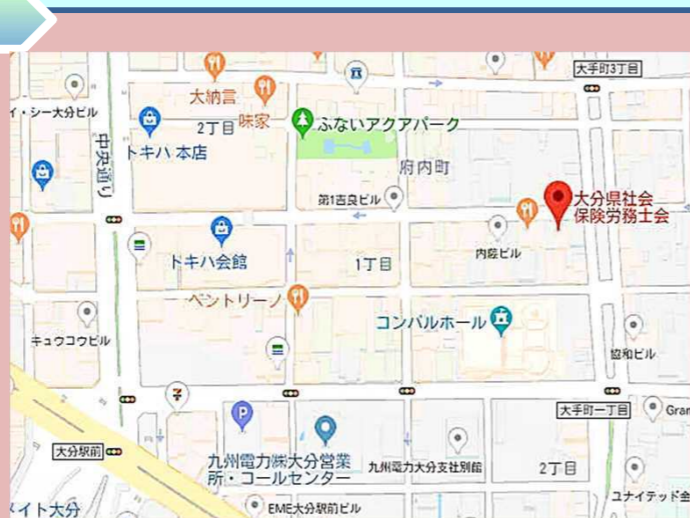 大手町3丁目
大納言
イ・シー大分ビル
味家
2丁目
ふないアクアパーク
トキハ 本店
中央通り
府内町
第1吉良ビル
大分県社会
保険労務士会
内陸ビル
トキハ会館
1丁目
ベントリーノ
コンパルホール
キュウコウビル
協和ビル
P
大手町一丁目
Gran
大分駅前
九州電力㈱大分営業
所・コールセンター
九州電力大分支社別館
2丁目
ユナイテッド金
メイト大分
EME大分駅前ビル